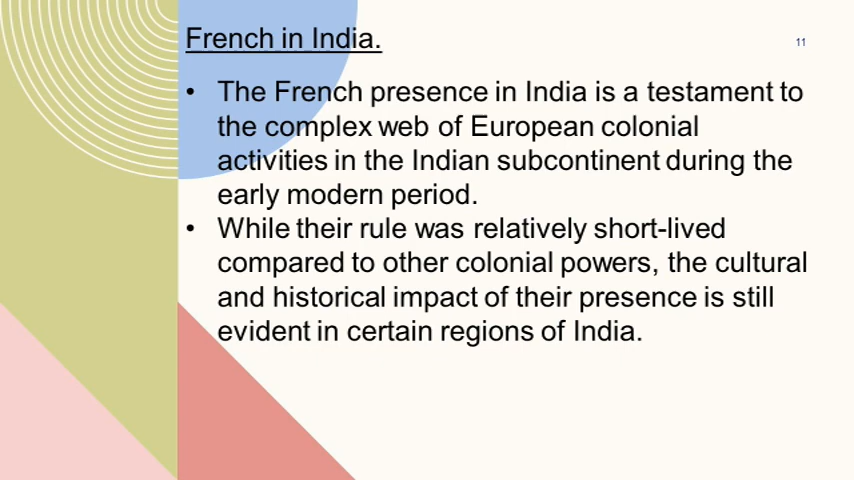 French in India.
11
• The French presence in India is a testament to
the complex web of European colonial
activities in the Indian subcontinent during the
early modern period.
• While their rule was relatively short-lived
compared to other colonial powers, the cultural
and historical impact of their presence is still
evident in certain regions of India.